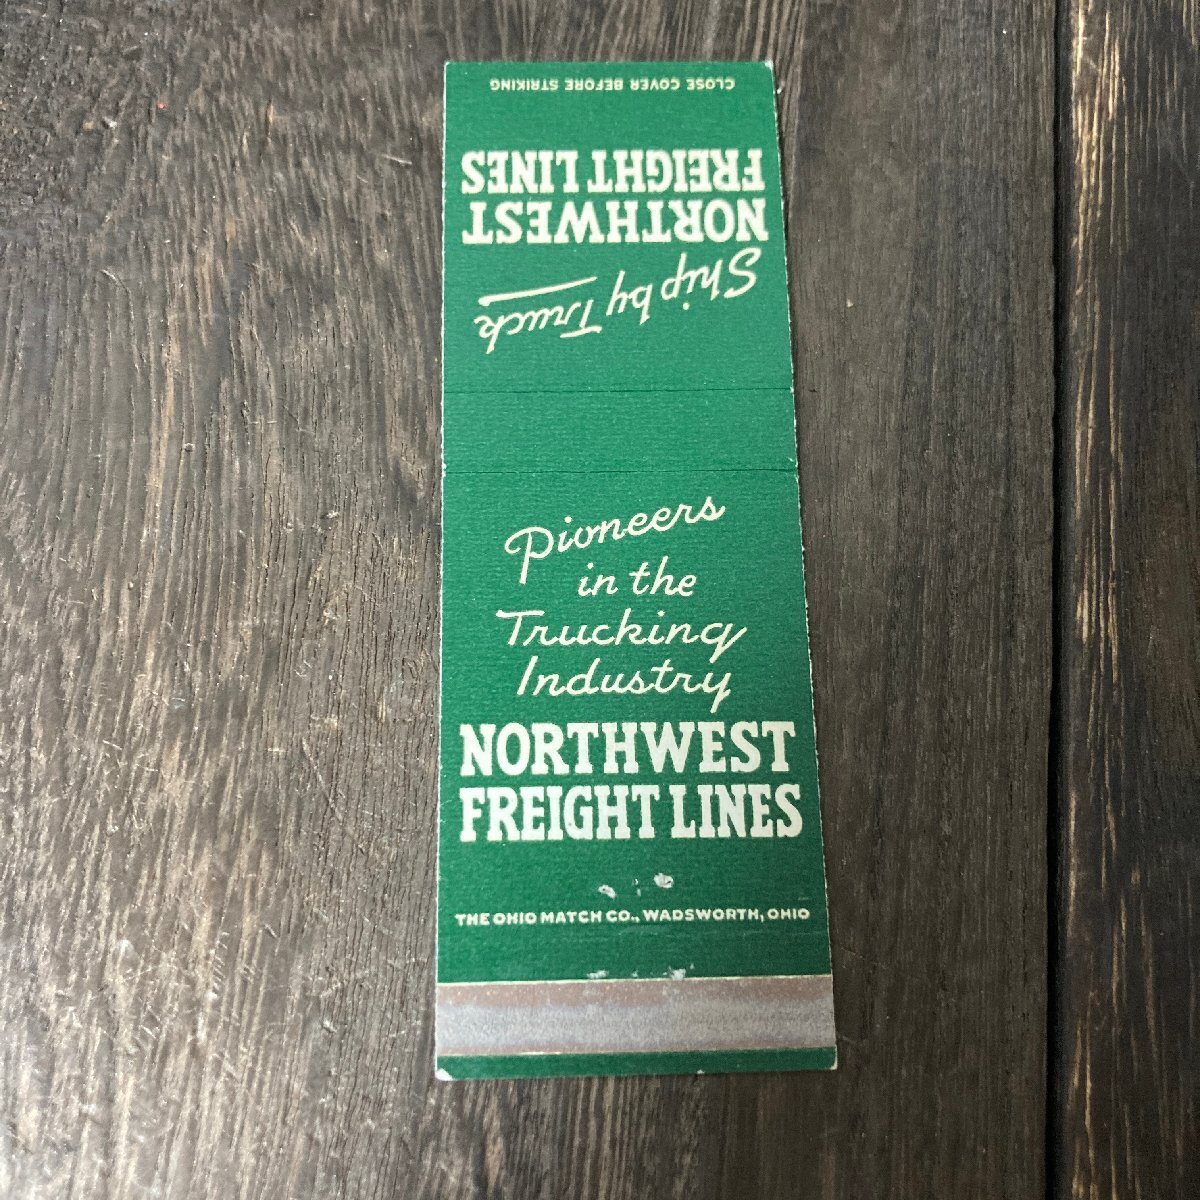 CLOSE COVER BEFORE STRIKING
Ship by Truck
NORTHWEST
FREIGHT LINES
Pioneers
in the
Trucking
Industry
NORTHWEST
FREIGHT LINES
THE OHIO MATCH CO., WADSWORTH, OHIO